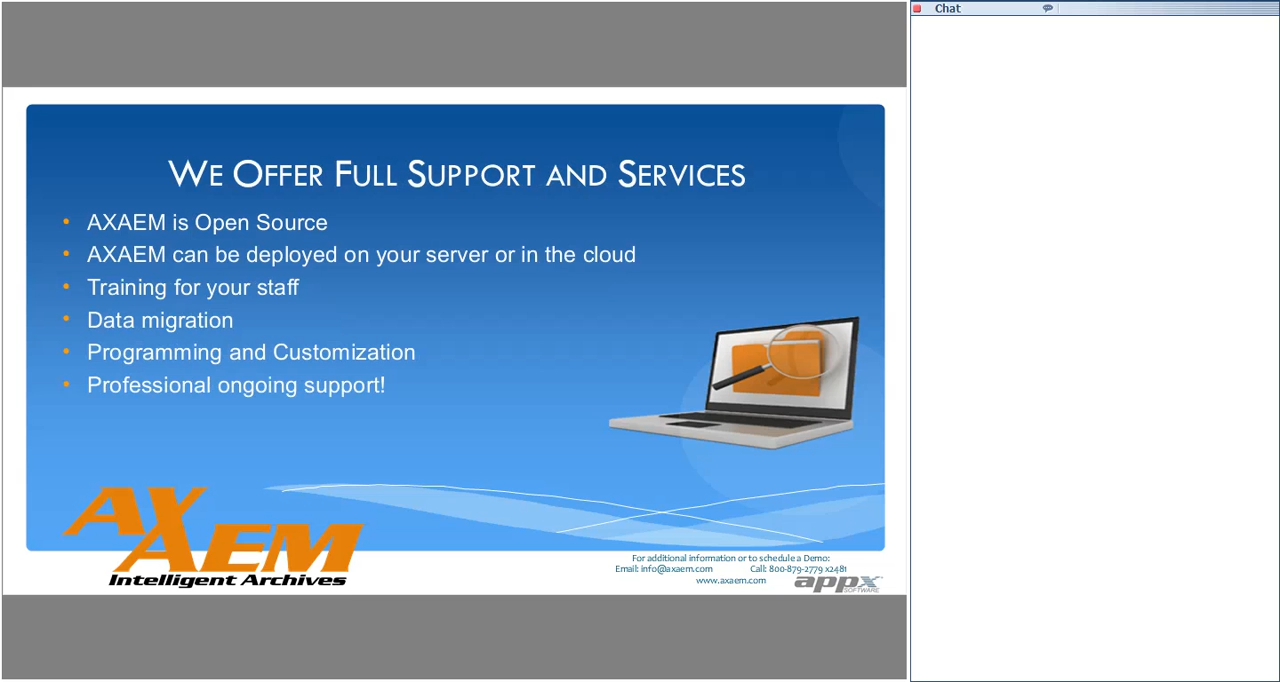 Chat
WE OFFER FULL SUPPORT AND SERVICES
• AXAEM is Open Source
• AXAEM can be deployed on your server or in the cloud
• Training for your staff
• Data migration
• Programming and Customization
• Professional ongoing support!
AXAEM
Intelligent Archives
For additional information or to schedule a Demo:
Email: info@axaem.com Call: 800-879-2779 x2481
www.axaem.com
appx
SOFTWARE